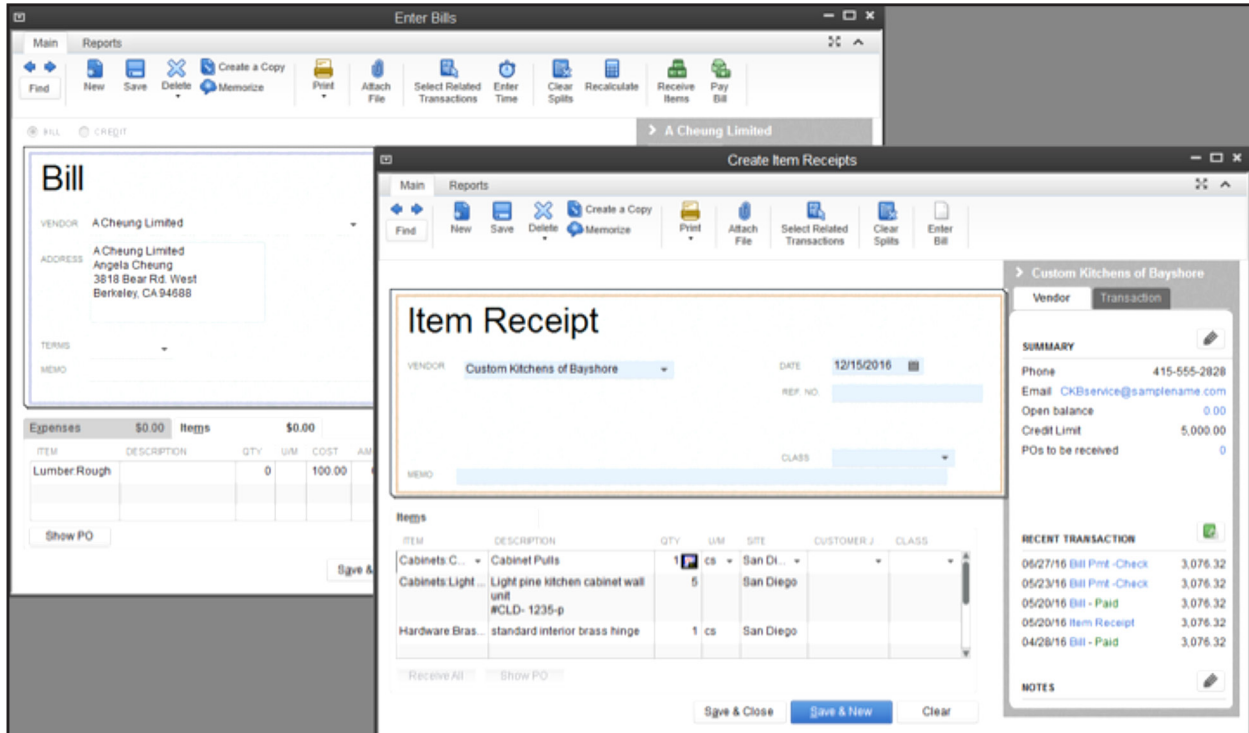 Enter Bills
Main Reports
Find
New
Save
Delete
Create a Copy
Memorize
Print
Attach File
Select Related Transactions
Enter Time
Clear Splits
Recalculate
Receive Items
Pay Bill
BILL CREDIT
A Cheung Limited
Bill
VENDOR A Cheung Limited
ADDRESS
A Cheung Limited
Angela Cheung
3818 Bear Rd. West
Berkeley, CA 94688
TERMS
MEMO
Expenses $0.00 Items $0.00
ITEM DESCRIPTION QTY U/M COST AM
Lumber:Rough 0 100.00
Show PO
Save &
Create Item Receipts
Main Reports
Find
New
Save
Delete
Create a Copy
Memorize
Print
Attach File
Select Related Transactions
Clear Splits
Enter Bill
Item Receipt
VENDOR Custom Kitchens of Bayshore
DATE 12/15/2016
REF. NO.
CLASS
MEMO
Items
ITEM DESCRIPTION QTY U/M SITE CUSTOMER:J CLASS
Cabinets:C... Cabinet Pulls 1 cs San Di...
Cabinets:Light ... Light pine kitchen cabinet wall 5 San Diego
unit
#CLD- 1235-p
Hardware:Bras... standard interior brass hinge 1 cs San Diego
Receive All Show PO
Save & Close Save & New Clear
Custom Kitchens of Bayshore
Vendor Transaction
SUMMARY
Phone 415-555-2828
Email CKBservice@samplename.com
Open balance 0.00
Credit Limit 5,000.00
POs to be received 0
RECENT TRANSACTION
06/27/16 Bill Pmt -Check 3,076.32
05/23/16 Bill Pmt -Check 3,076.32
05/20/16 Bill - Paid 3,076.32
05/20/16 Item Receipt 3,076.32
04/28/16 Bill - Paid 3,076.32
NOTES